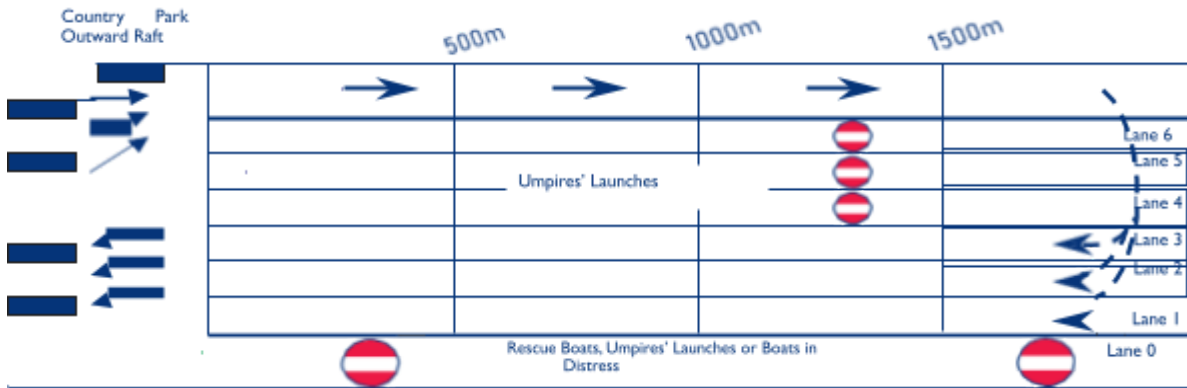 Country Park
Outward Raft
500m
1000m
1500m
Lane 6
Lane 5
Umpires' Launches
Lane 4
Lane 3
Lane 2
Lane 1
Rescue Boats, Umpires' Launches or Boats in
Distress
Lane 0